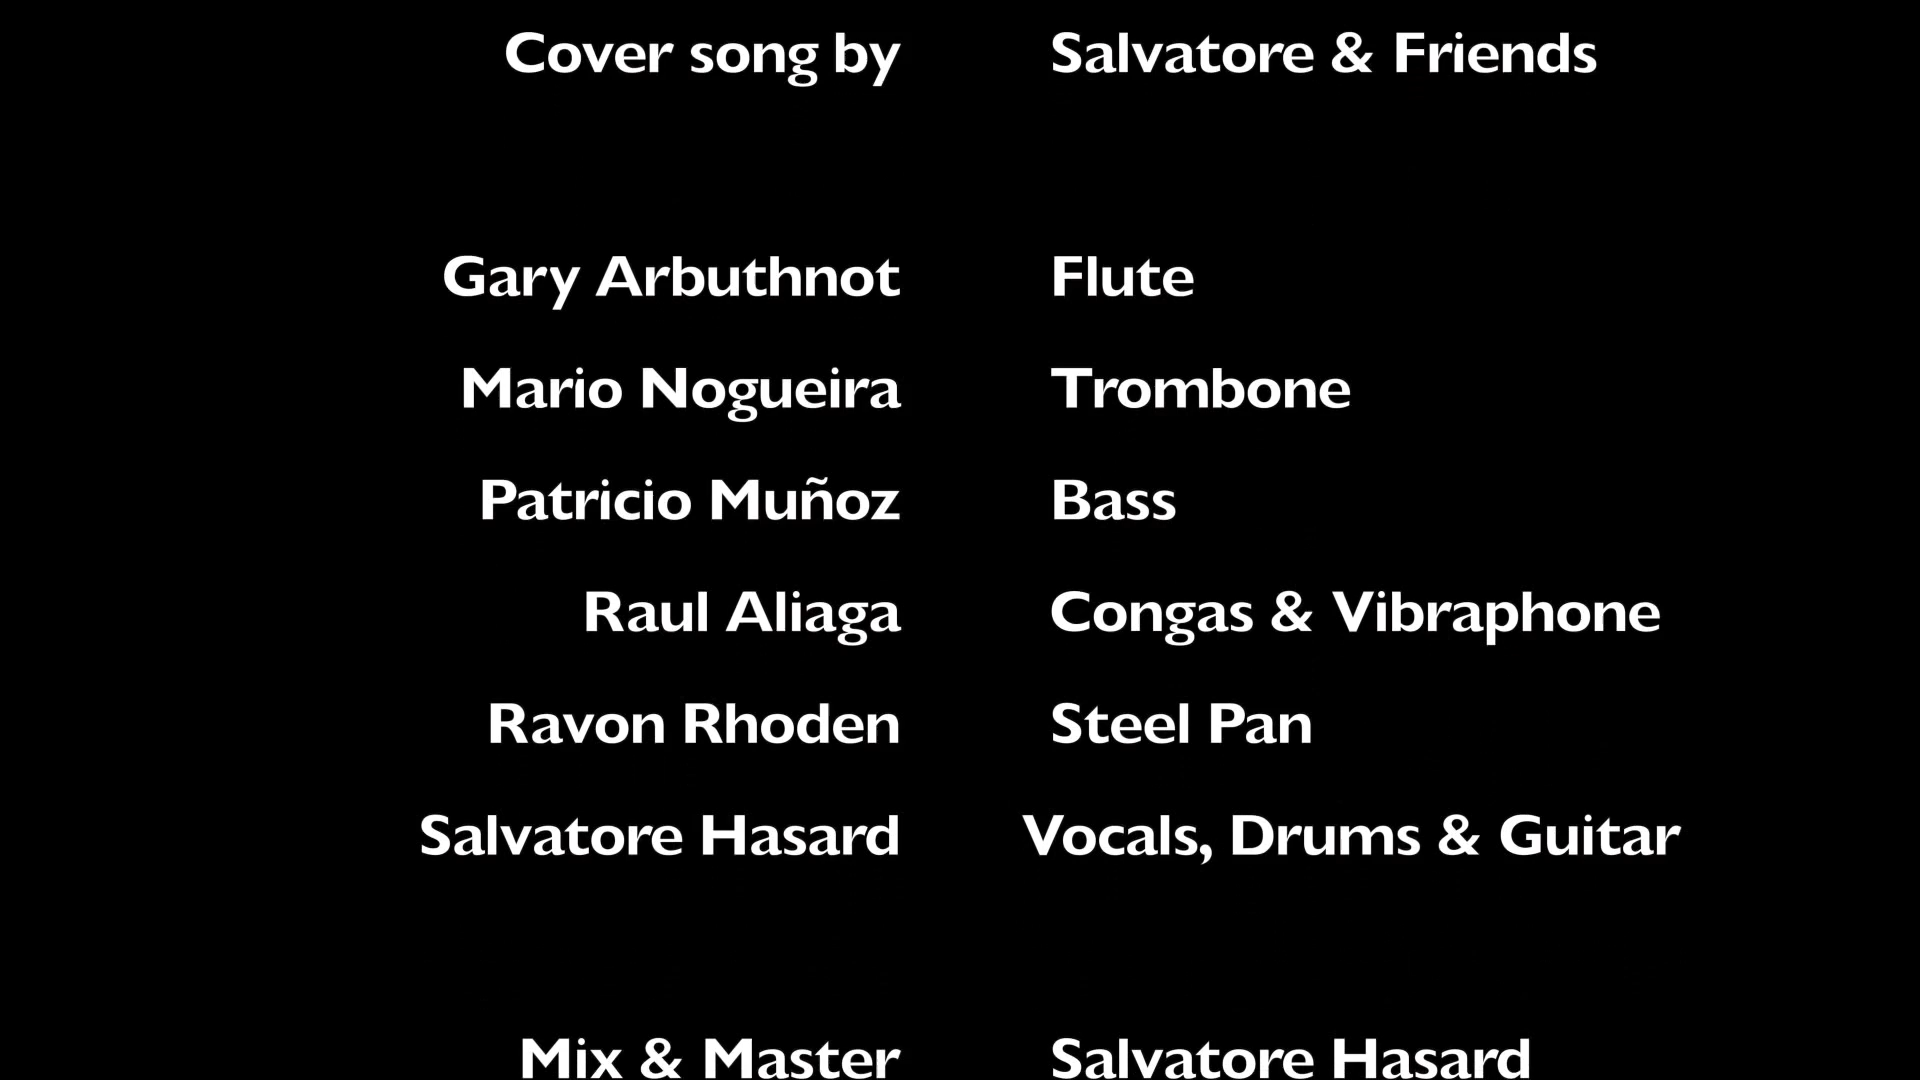 Cover song by Salvatore & Friends
Gary Arbuthnot Flute
Mario Nogueira Trombone
Patricio Muñoz Bass
Raul Aliaga Congas & Vibraphone
Ravon Rhoden Steel Pan
Salvatore Hasard Vocals, Drums & Guitar
Mix & Master Salvatore Hasard